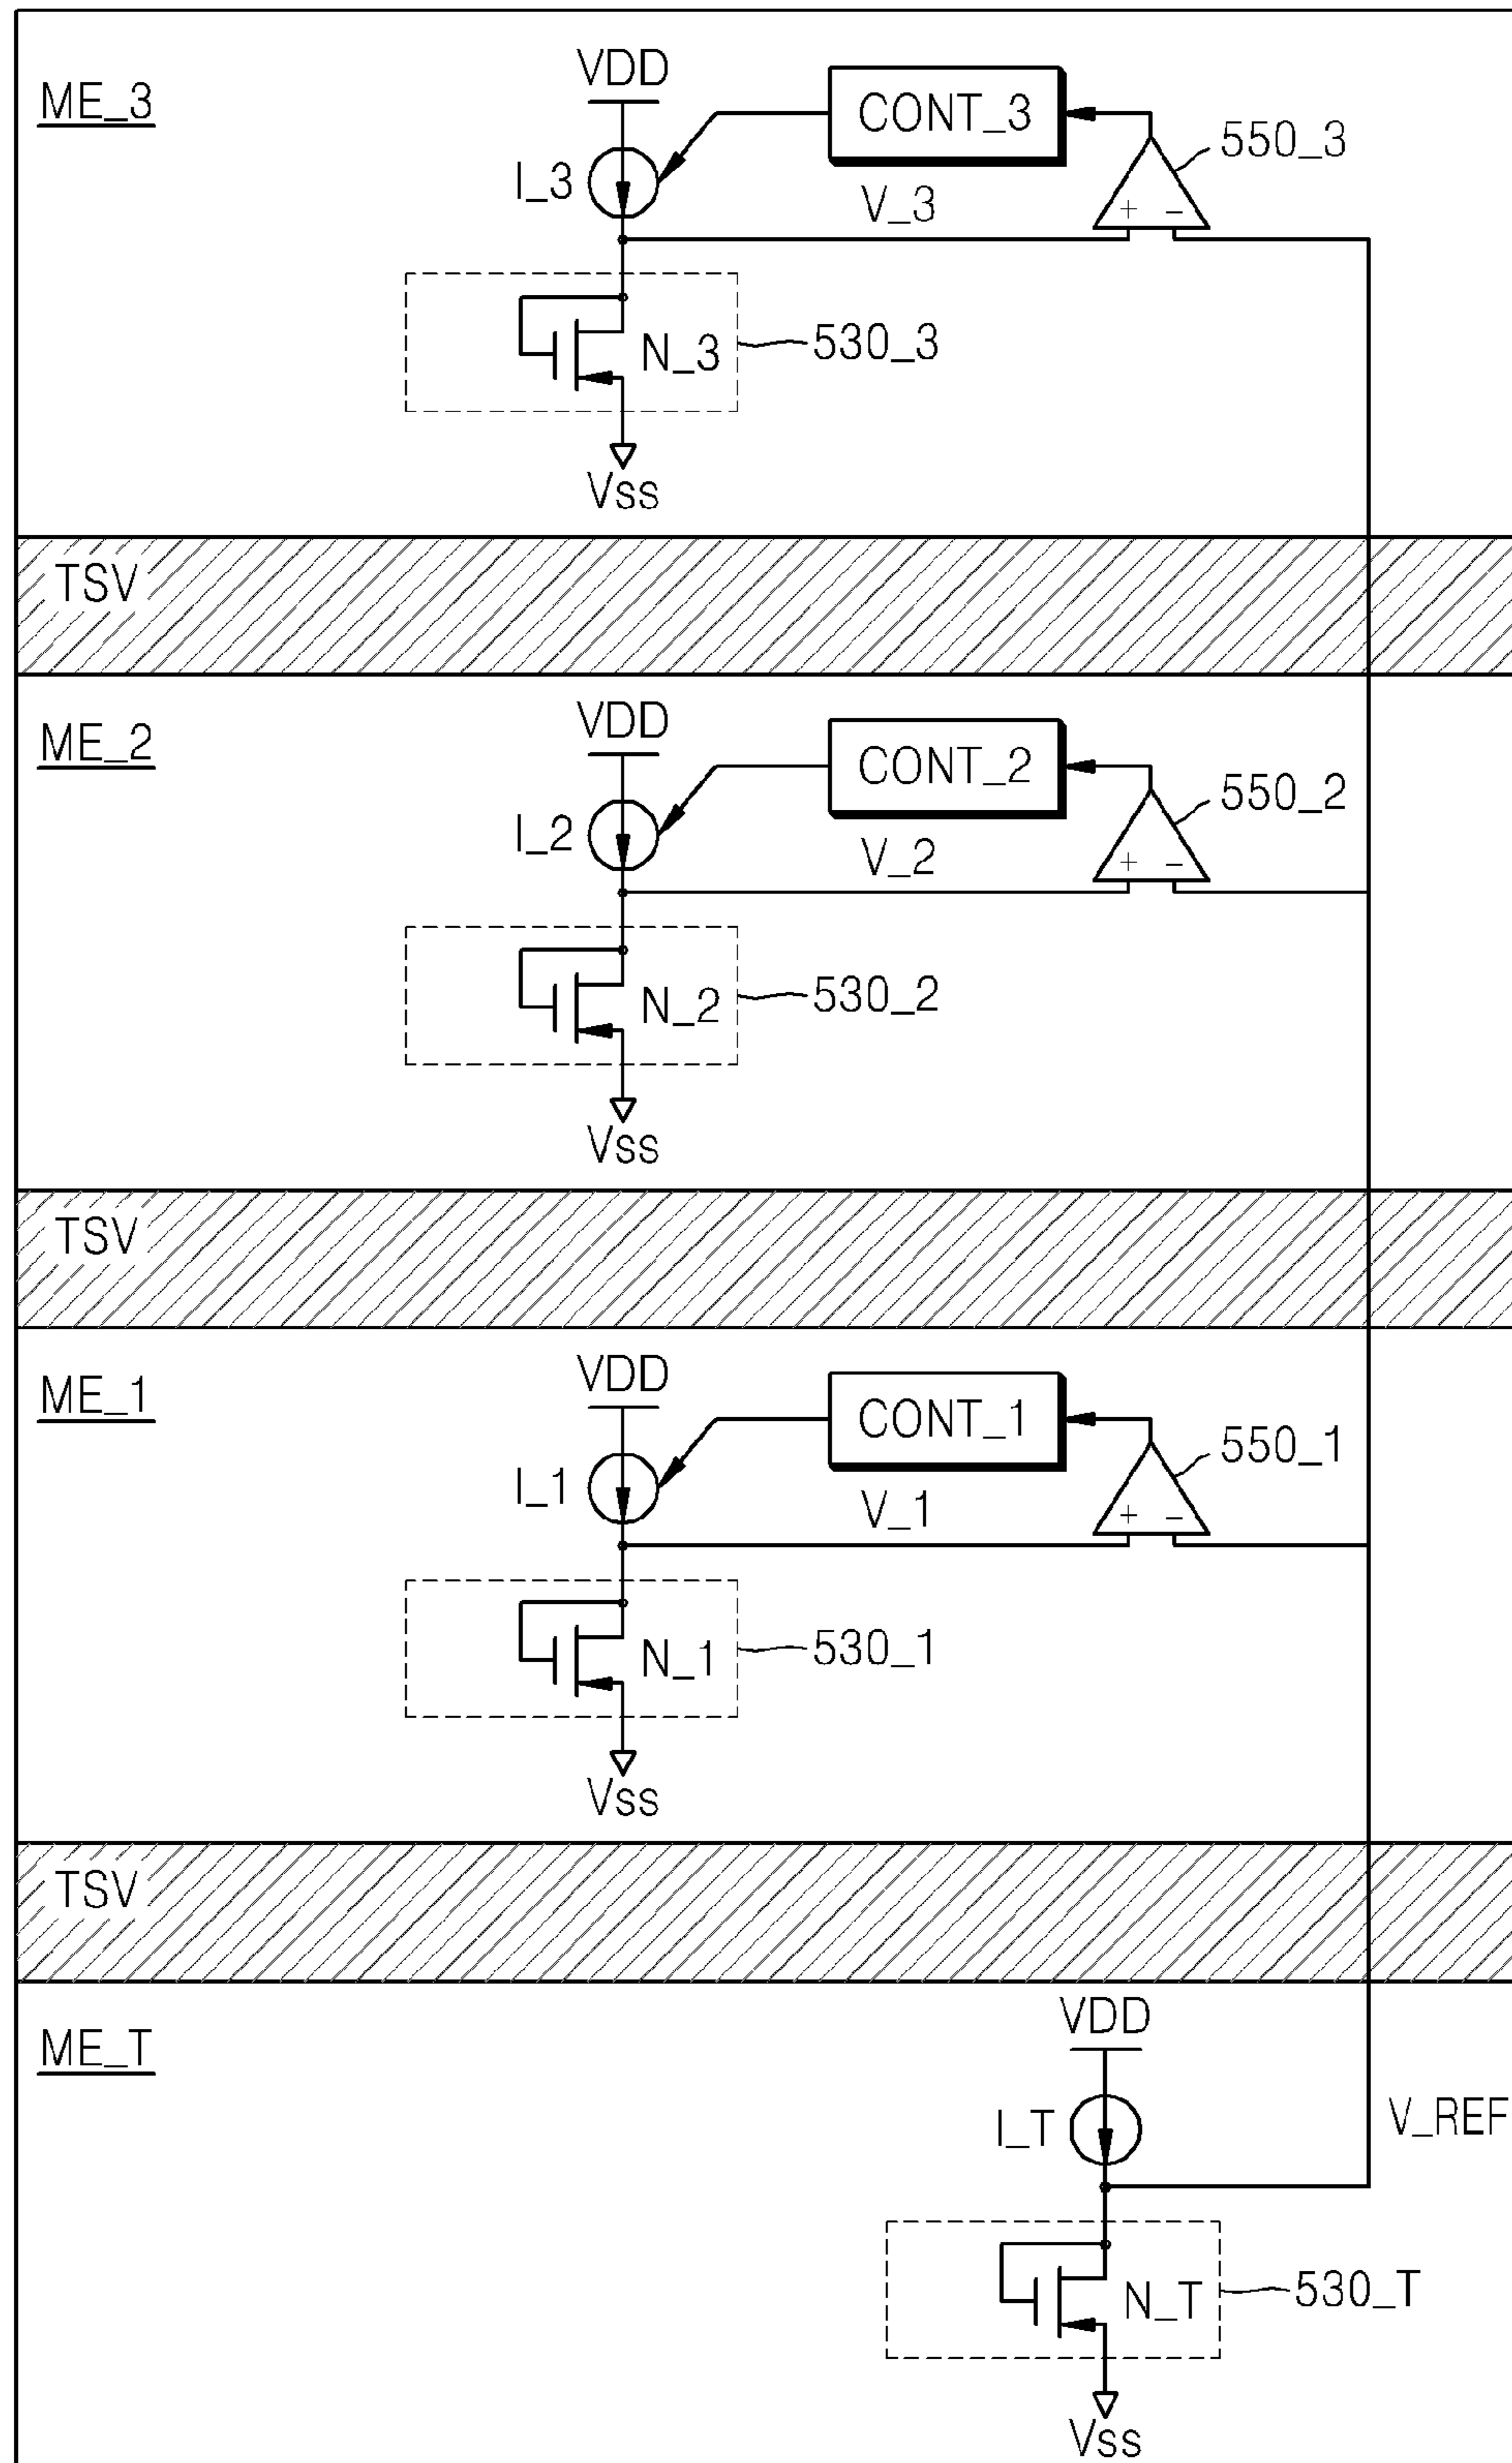 ME_3
VDD
CONT_3
550_3
I_3
V_3
+ −
N_3
530_3
Vss
TSV
ME_2
VDD
CONT_2
550_2
I_2
V_2
+ −
N_2
530_2
Vss
TSV
ME_1
VDD
CONT_1
550_1
I_1
V_1
+ −
N_1
530_1
Vss
TSV
ME_T
VDD
I_T
V_REF
N_T
530_T
Vss